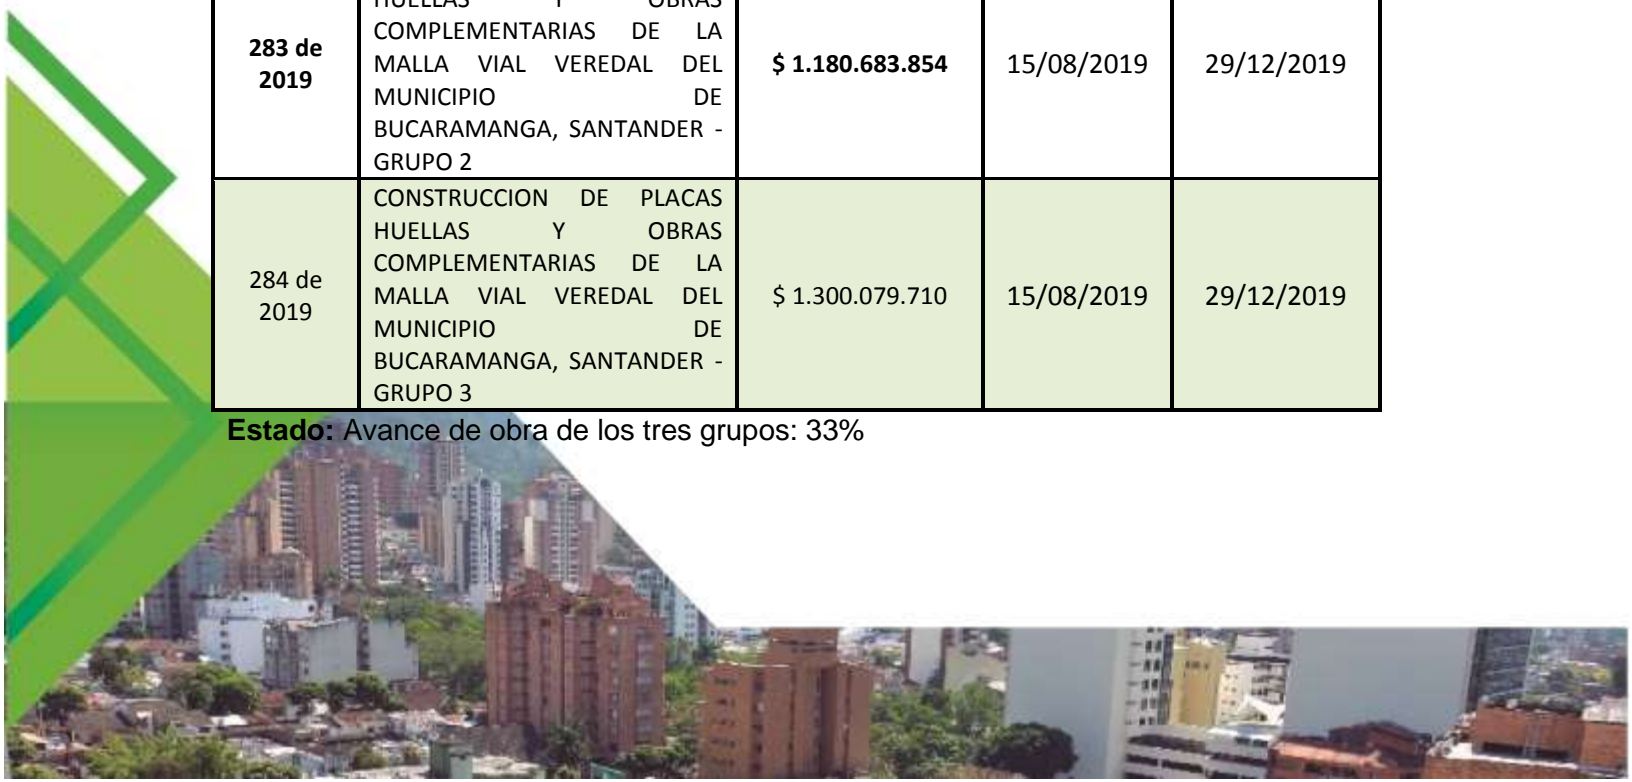 HUELLAS Y OBRAS
COMPLEMENTARIAS DE LA
283 de
MALLA VIAL VEREDAL DEL
$ 1.180.683.854
15/08/2019
29/12/2019
2019
MUNICIPIO DE
BUCARAMANGA, SANTANDER -
GRUPO 2
CONSTRUCCION DE PLACAS
HUELLAS Y OBRAS
COMPLEMENTARIAS DE LA
284 de
MALLA VIAL VEREDAL DEL
$ 1.300.079.710
15/08/2019
29/12/2019
2019
MUNICIPIO DE
BUCARAMANGA, SANTANDER -
GRUPO 3
Estado: Avance de obra de los tres grupos: 33%